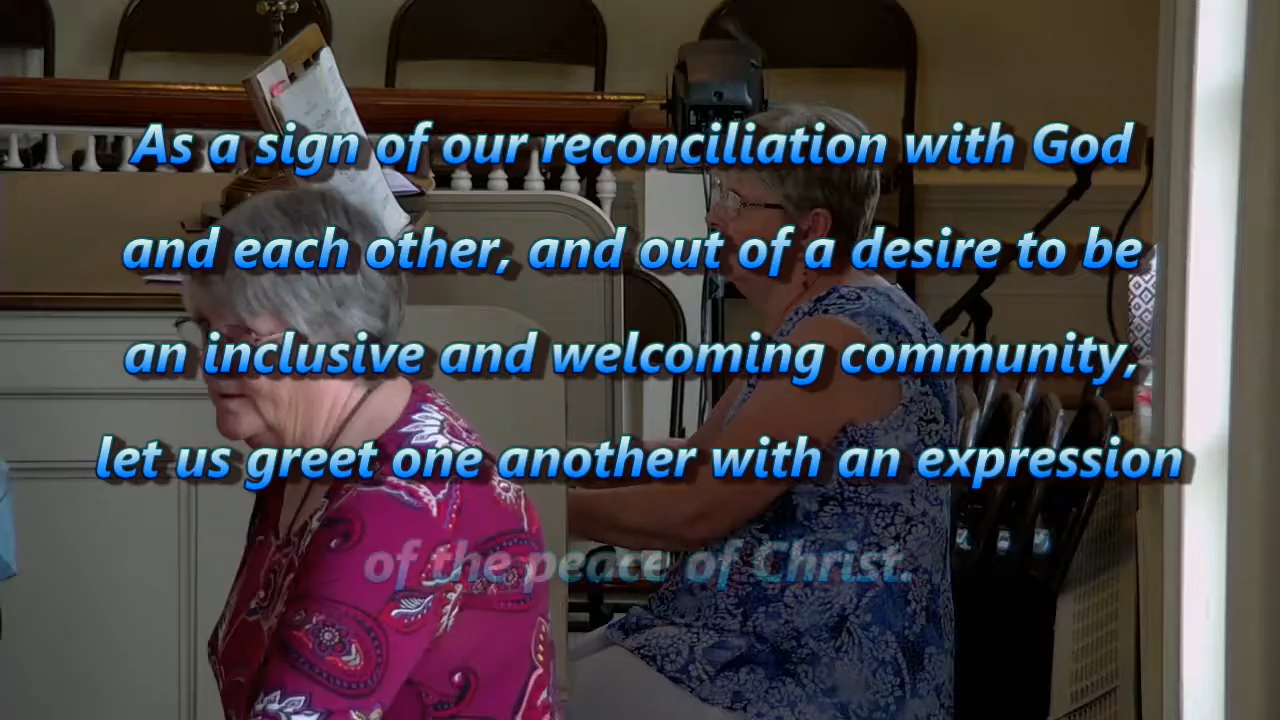 As a sign of our reconciliation with God
and each other, and out of a desire to be
an inclusive and welcoming community,
let us greet one another with an expression
of the peace of Christ.